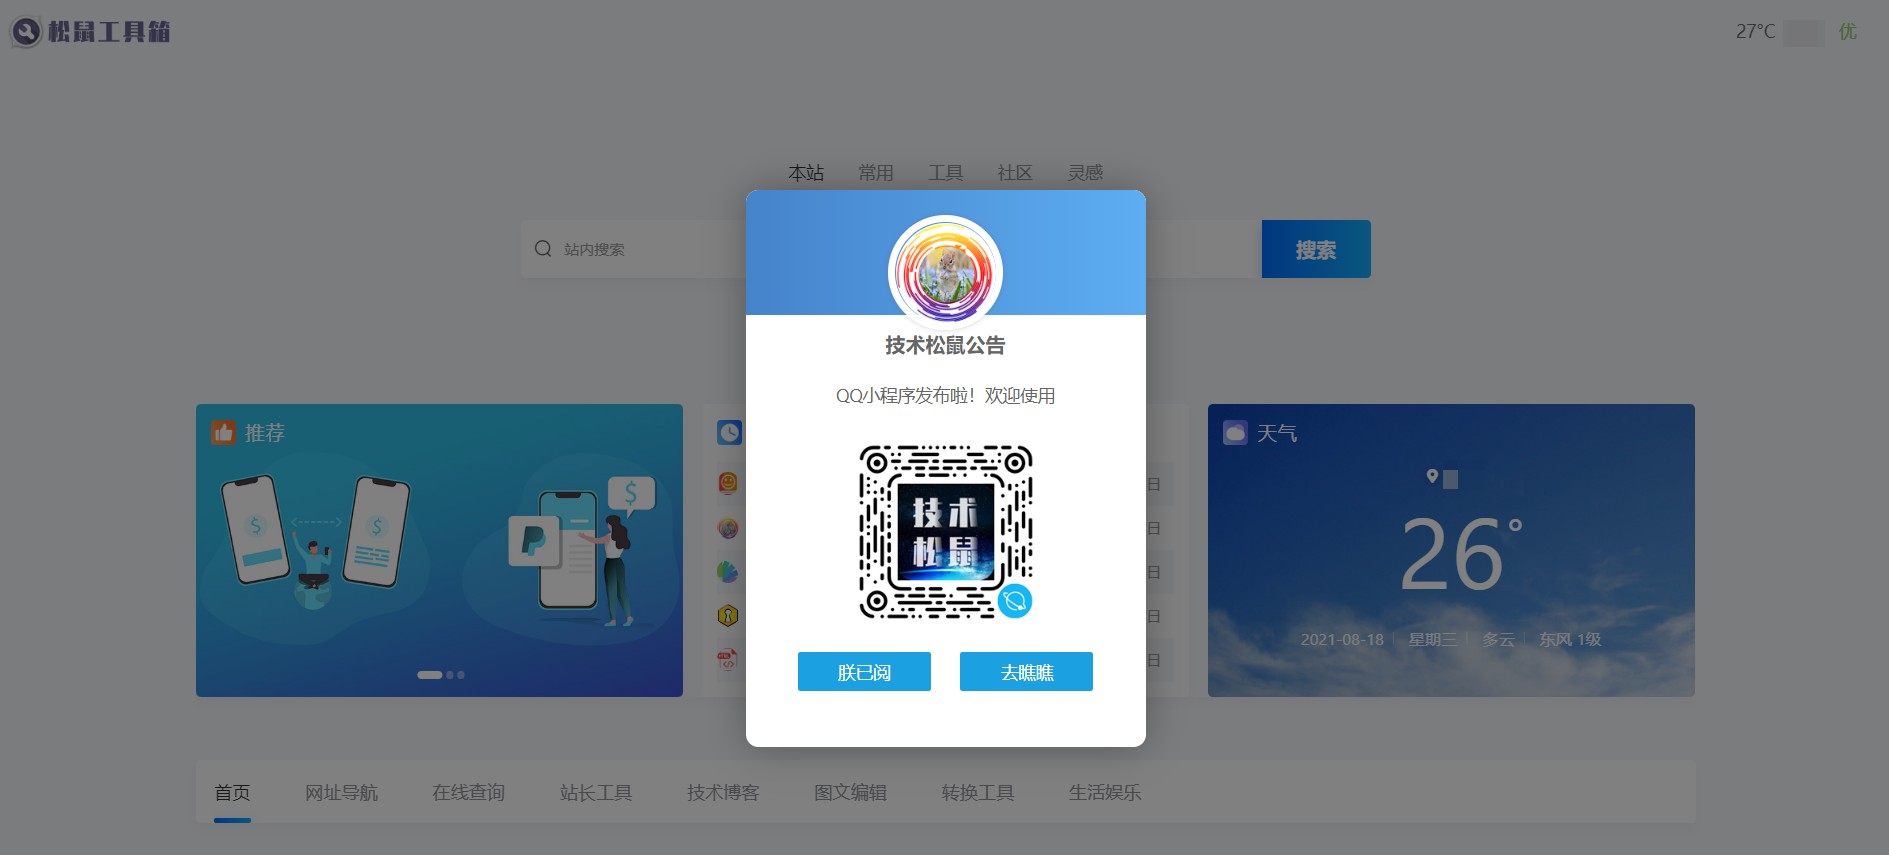 松鼠工具箱
27°C
优
本站 常用 工具 社区 灵感
站内搜索
搜索
技术松鼠公告
QQ小程序发布啦！欢迎使用
技术
松鼠
朕已阅 去瞧瞧
推荐
日
日
日
日
日
天气
26°
2021-08-18 星期三 多云 东风 1级
首页 网址导航 在线查询 站长工具 技术博客 图文编辑 转换工具 生活娱乐